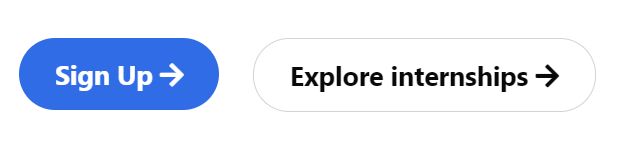 Sign Up →
Explore internships →